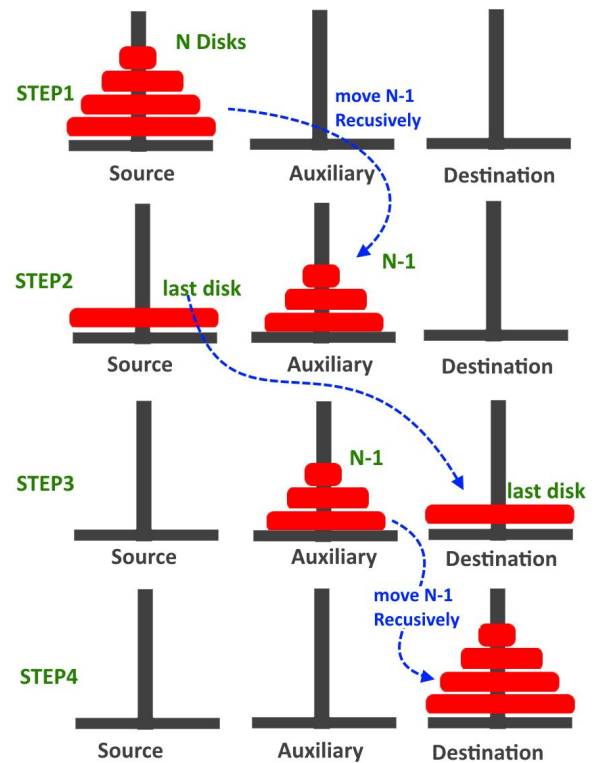 N Disks
STEP1
move N-1
Recusively
Source
Auxiliary
Destination
N-1
STEP2
last disk
Source
Auxiliary
Destination
N-1
STEP3
last disk
Source
Auxiliary
Destination
move N-1
Recusively
STEP4
Source
Auxiliary
Destination